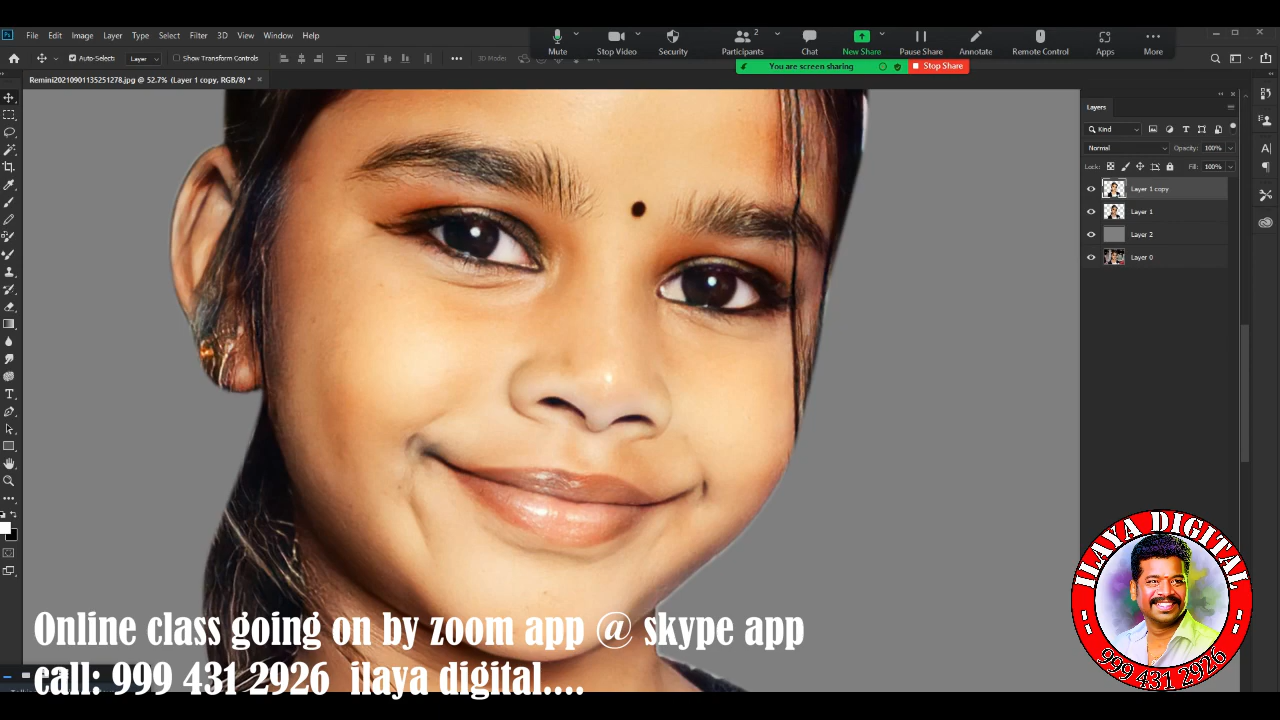 File Edit Image Layer Type Select Filter 3D View Window Help
Mute Stop Video Security Participants 2 Chat New Share Pause Share Annotate Remote Control Apps More
You are screen sharing Stop Share
Auto-Select: Layer Show Transform Controls 3D Mode:
Remini20210901135251278.jpg @ 52.7% (Layer 1 copy, RGB/8) * ×
Layers
Kind
Normal Opacity: 100%
Lock: Fill: 100%
Layer 1 copy
Layer 1
Layer 2
Layer 0
ILAYA DIGITAL
999 431 2926
Online class going on by zoom app @ skype app
call: 999 431 2926 ilaya digital....